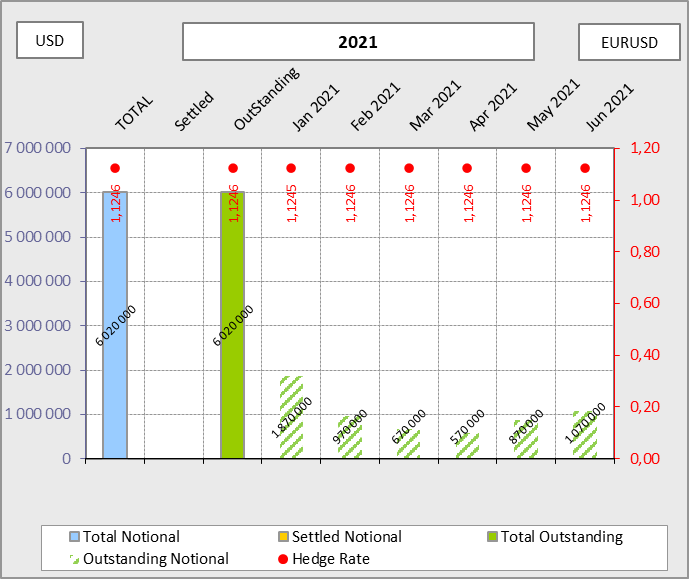 USD
2021
EURUSD
TOTAL
Settled
OutStanding
Jan 2021
Feb 2021
Mar 2021
Apr 2021
May 2021
Jun 2021
7 000 000
6 000 000
5 000 000
4 000 000
3 000 000
2 000 000
1 000 000
0
1,20
1,00
0,80
0,60
0,40
0,20
0,00
1,1246
1,1246
1,1245
1,1246
1,1246
1,1246
1,1246
1,1246
6 020 000
6 020 000
1 870 000
970 000
670 000
570 000
870 000
1 070 000
Total Notional
Settled Notional
Total Outstanding
Outstanding Notional
Hedge Rate